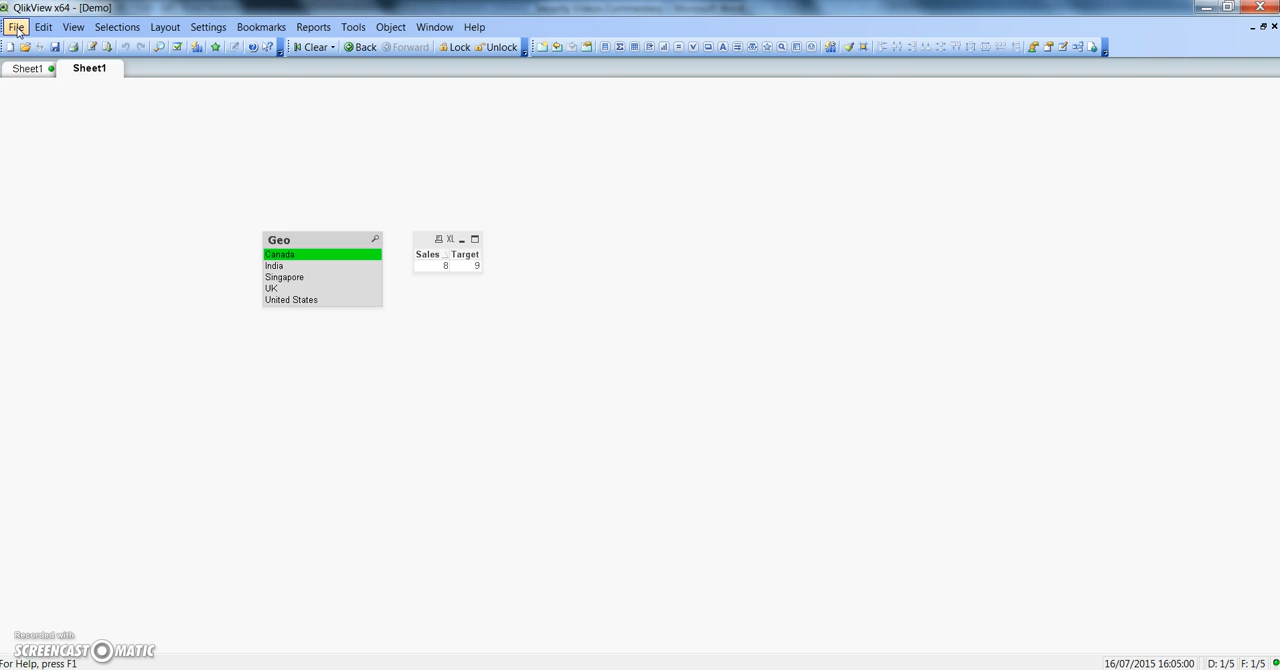 QlikView x64 - [Demo]
File Edit View Selections Layout Settings Bookmarks Reports Tools Object Window Help
Clear Back Forward Lock Unlock
Sheet1 Sheet1
Geo XL
Canada Sales Target
India 8 9
Singapore
UK
United States
Recorded with
SCREENCAST MATIC
For Help, press F1 16/07/2015 16:05:00 D: 1/5 F: 1/5